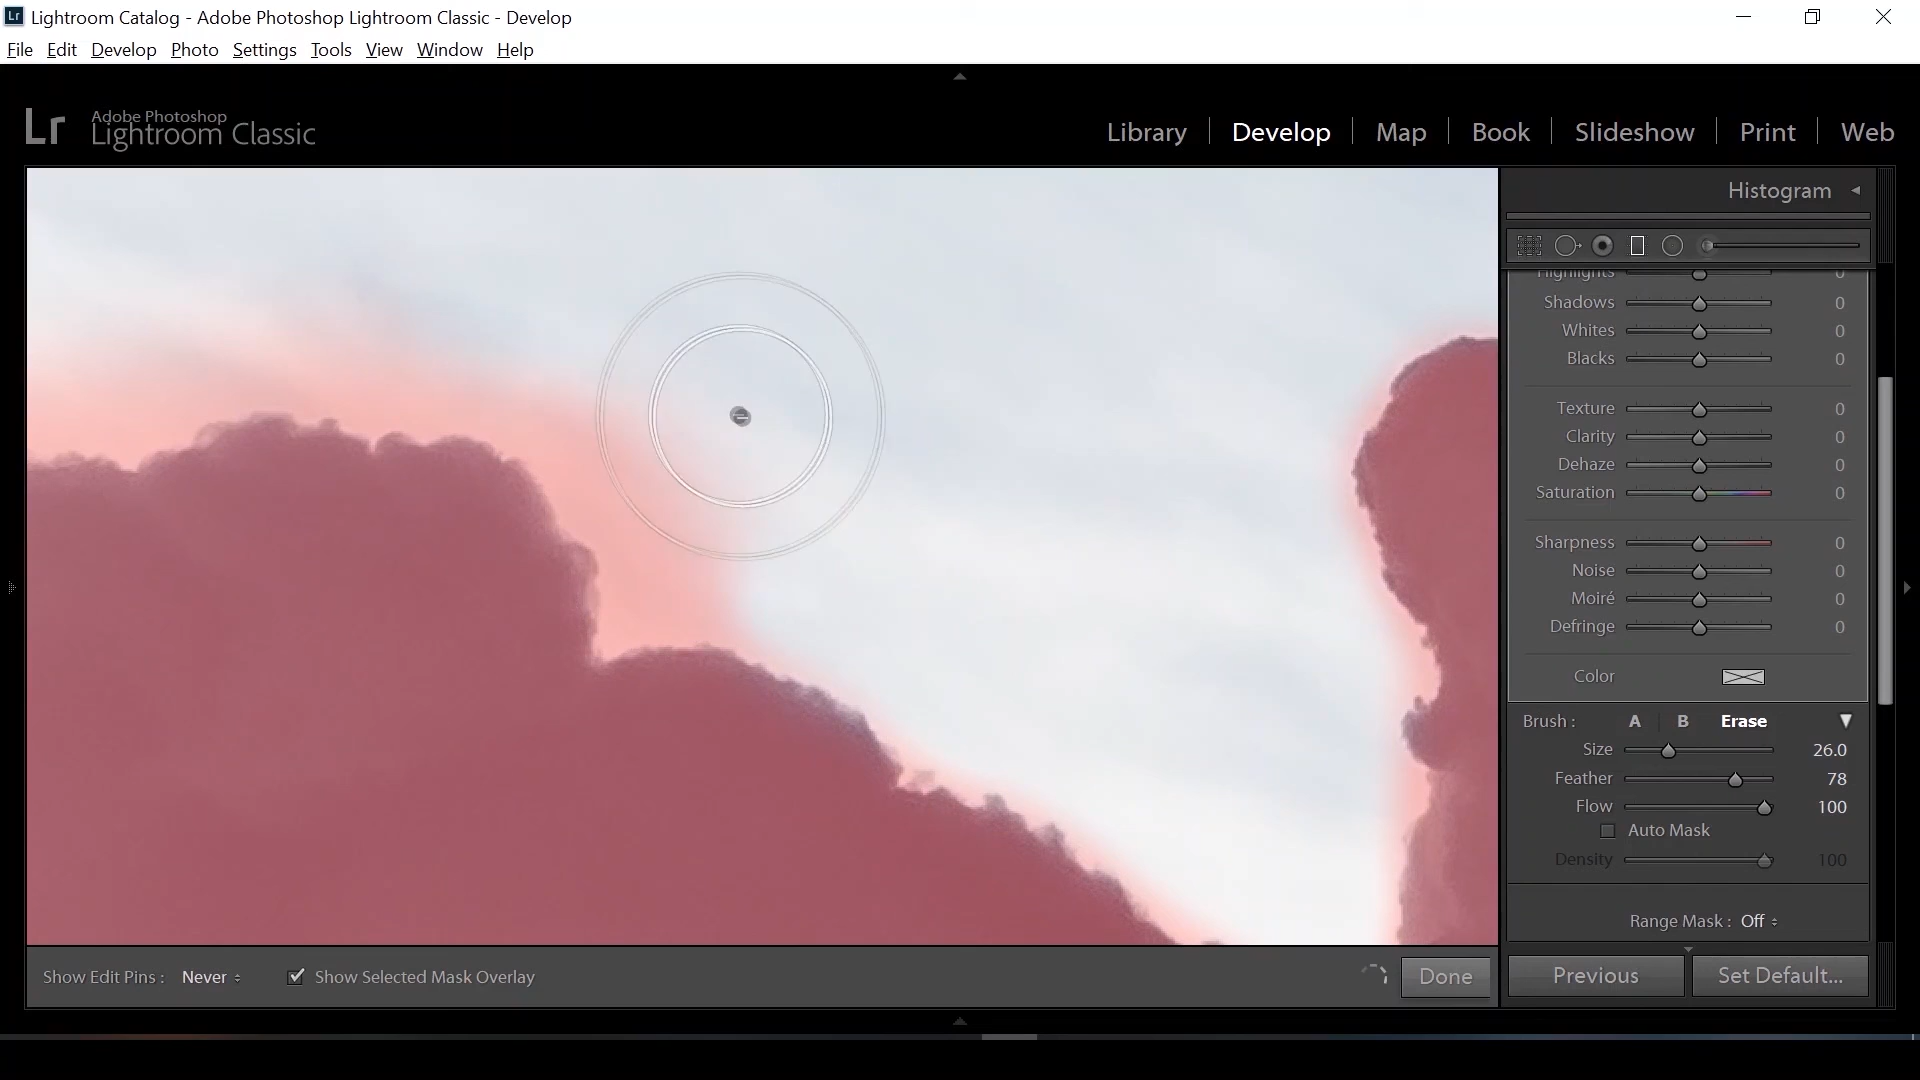 Lr Lightroom Catalog - Adobe Photoshop Lightroom Classic - Develop
File Edit Develop Photo Settings Tools View Window Help
Lr Adobe Photoshop
Lightroom Classic
Library Develop Map Book Slideshow Print Web
Histogram
Highlights 0
Shadows 0
Whites 0
Blacks 0
Texture 0
Clarity 0
Dehaze 0
Saturation 0
Sharpness 0
Noise 0
Moiré 0
Defringe 0
Color
Brush : A B Erase
Size 26.0
Feather 78
Flow 100
Auto Mask
Density 100
Range Mask : Off
Show Edit Pins : Never Show Selected Mask Overlay Done Previous Set Default...